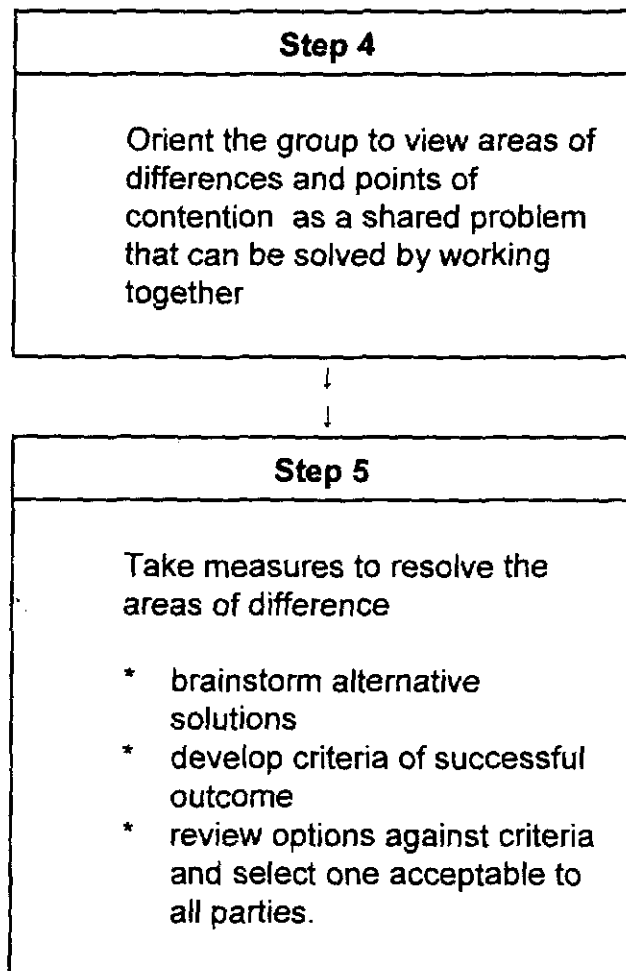 Step 4
Orient the group to view areas of
differences and points of
contention as a shared problem
that can be solved by working
together
↓
↓
Step 5
Take measures to resolve the
areas of difference
* brainstorm alternative
solutions
* develop criteria of successful
outcome
* review options against criteria
and select one acceptable to
all parties.